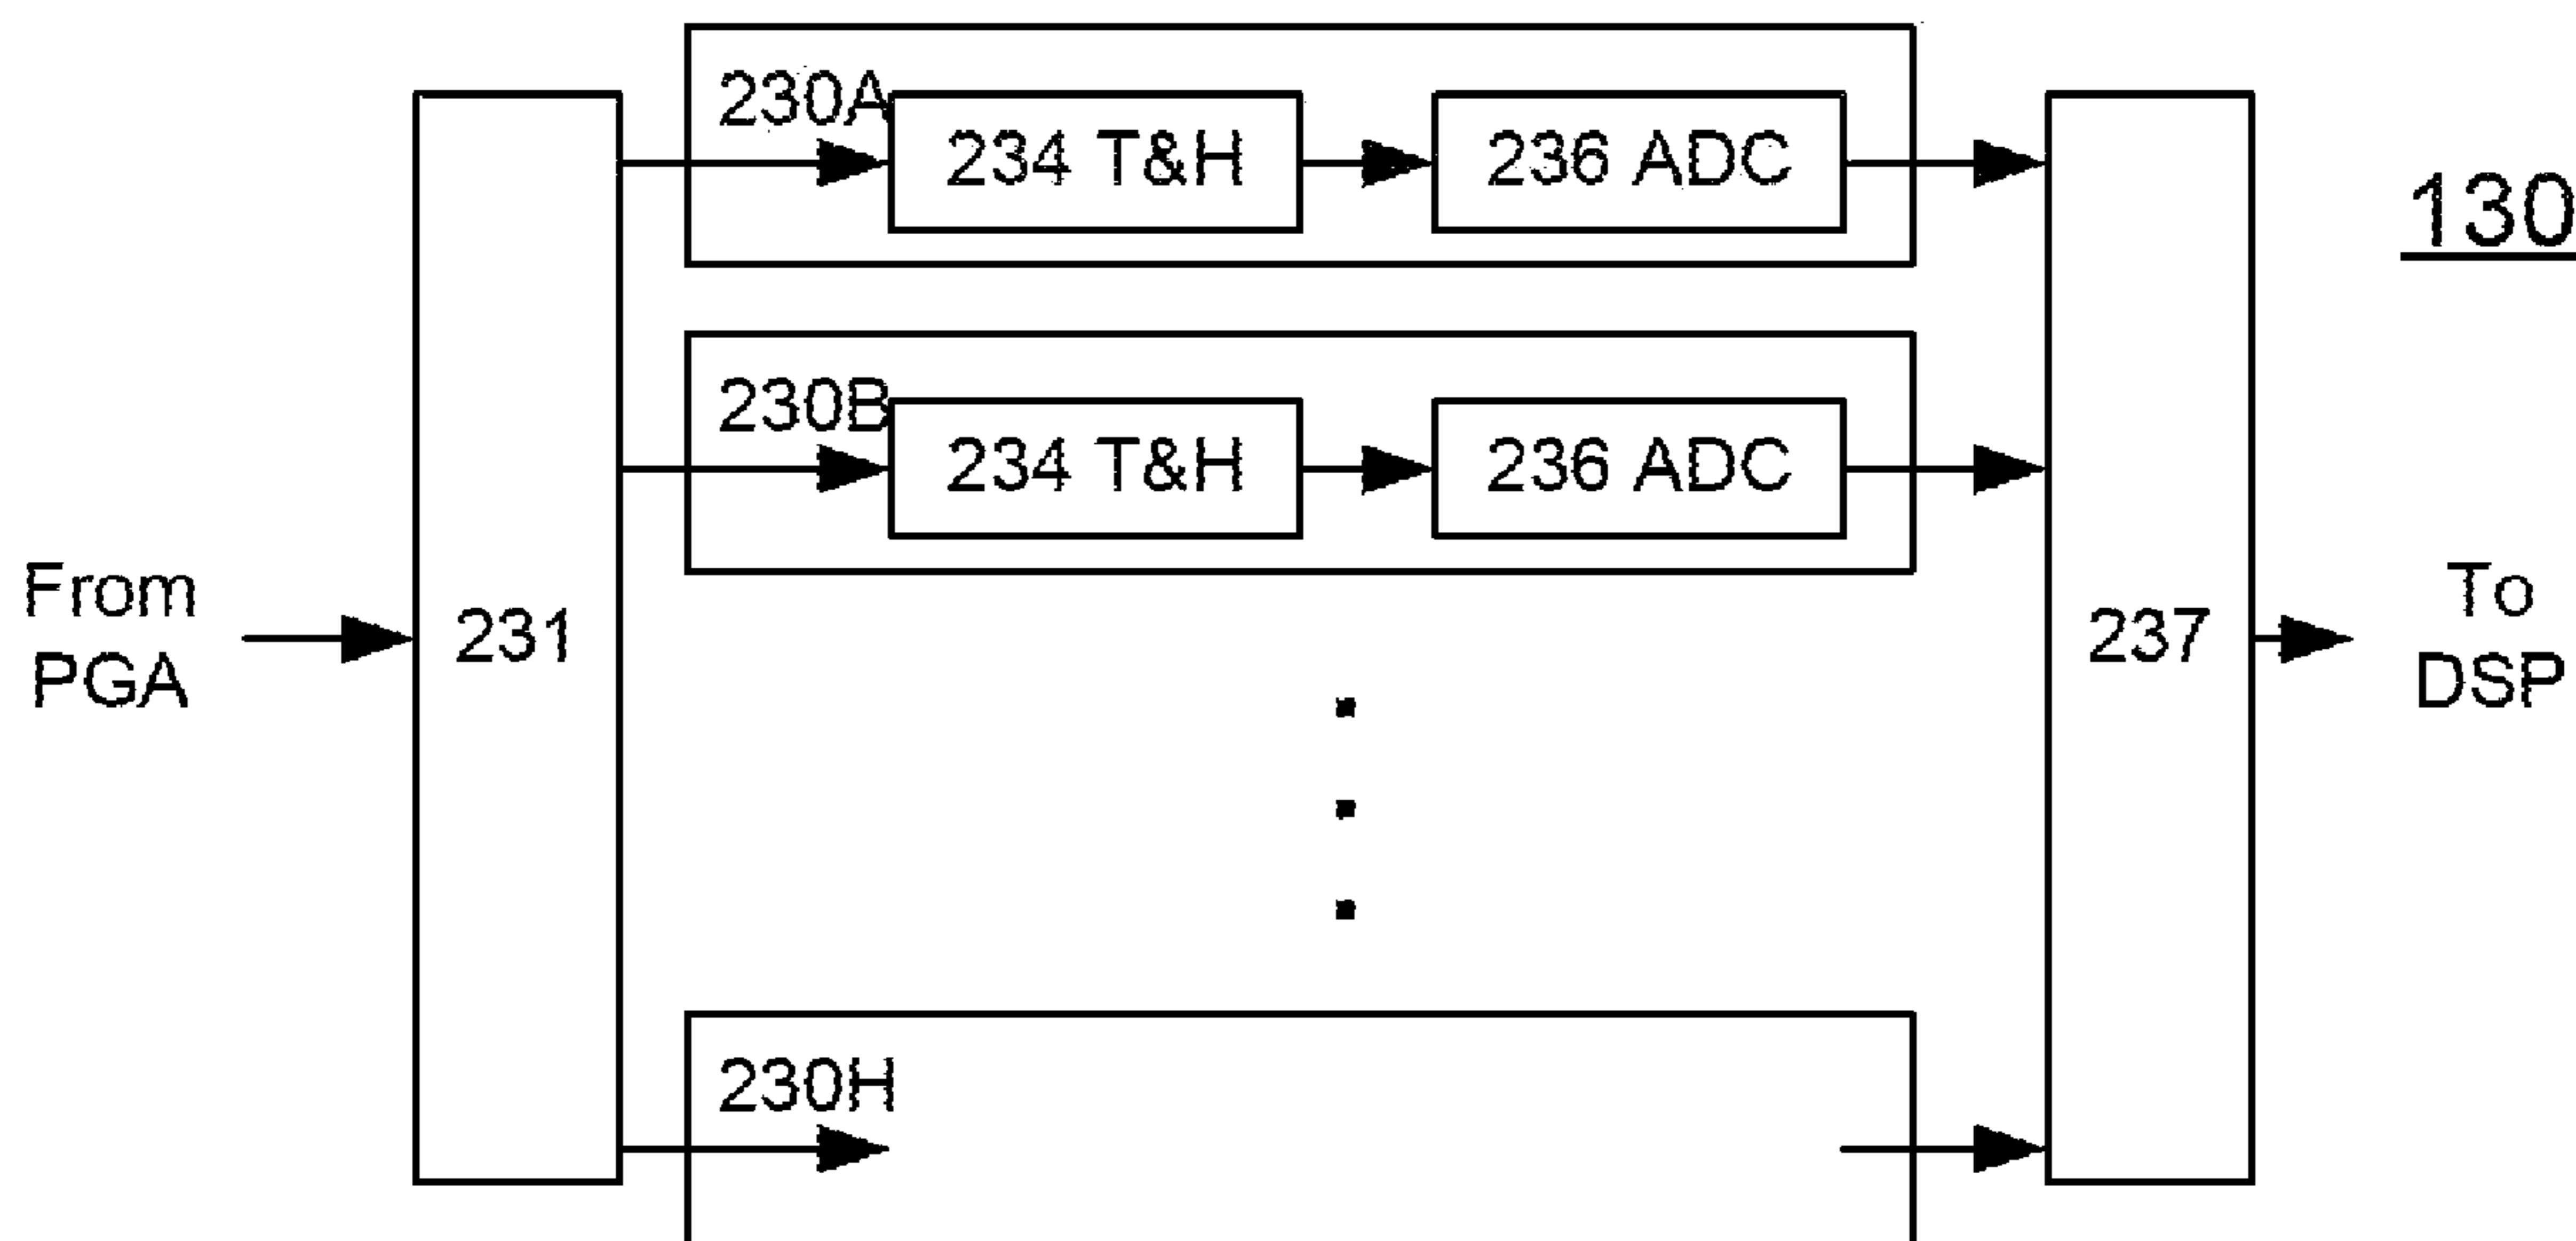 230A
234 T&H
236 ADC
130
230B
234 T&H
236 ADC
From
PGA
231
237
To
DSP
230H